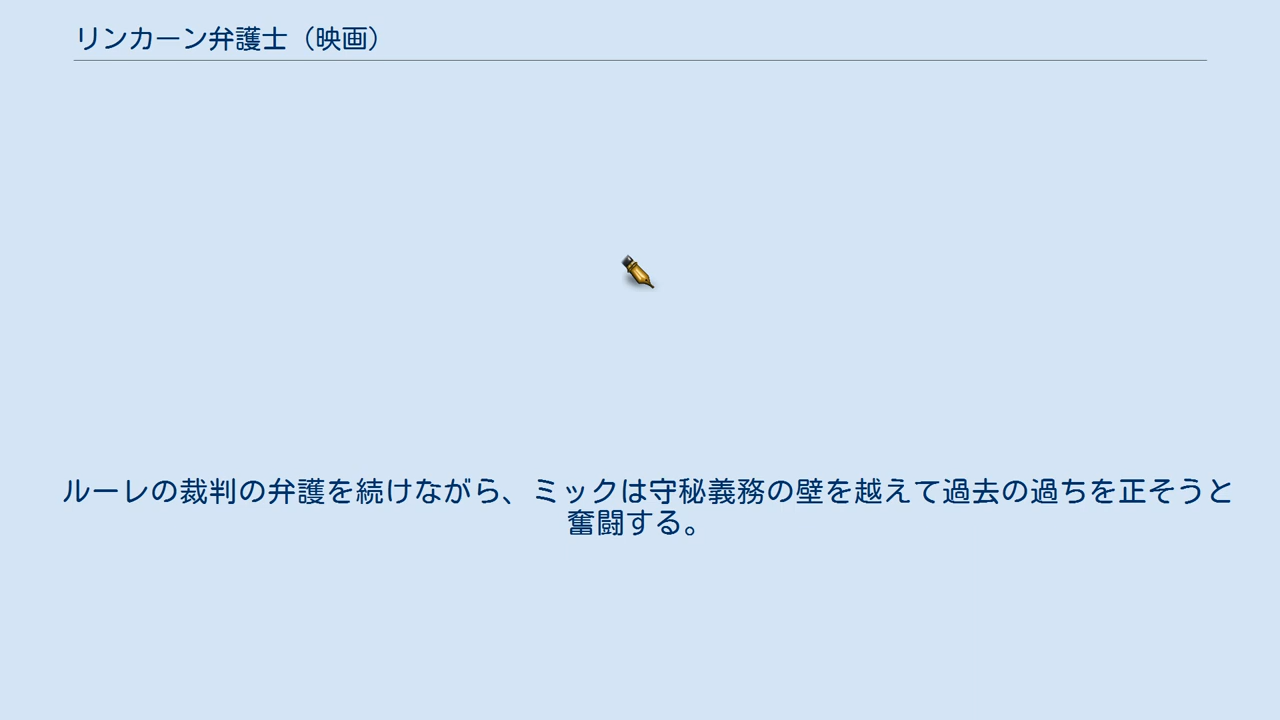 リンカーン弁護士（映画）
ルーレの裁判の弁護を続けながら、ミックは守秘義務の壁を越えて過去の過ちを正そうと
奮闘する。